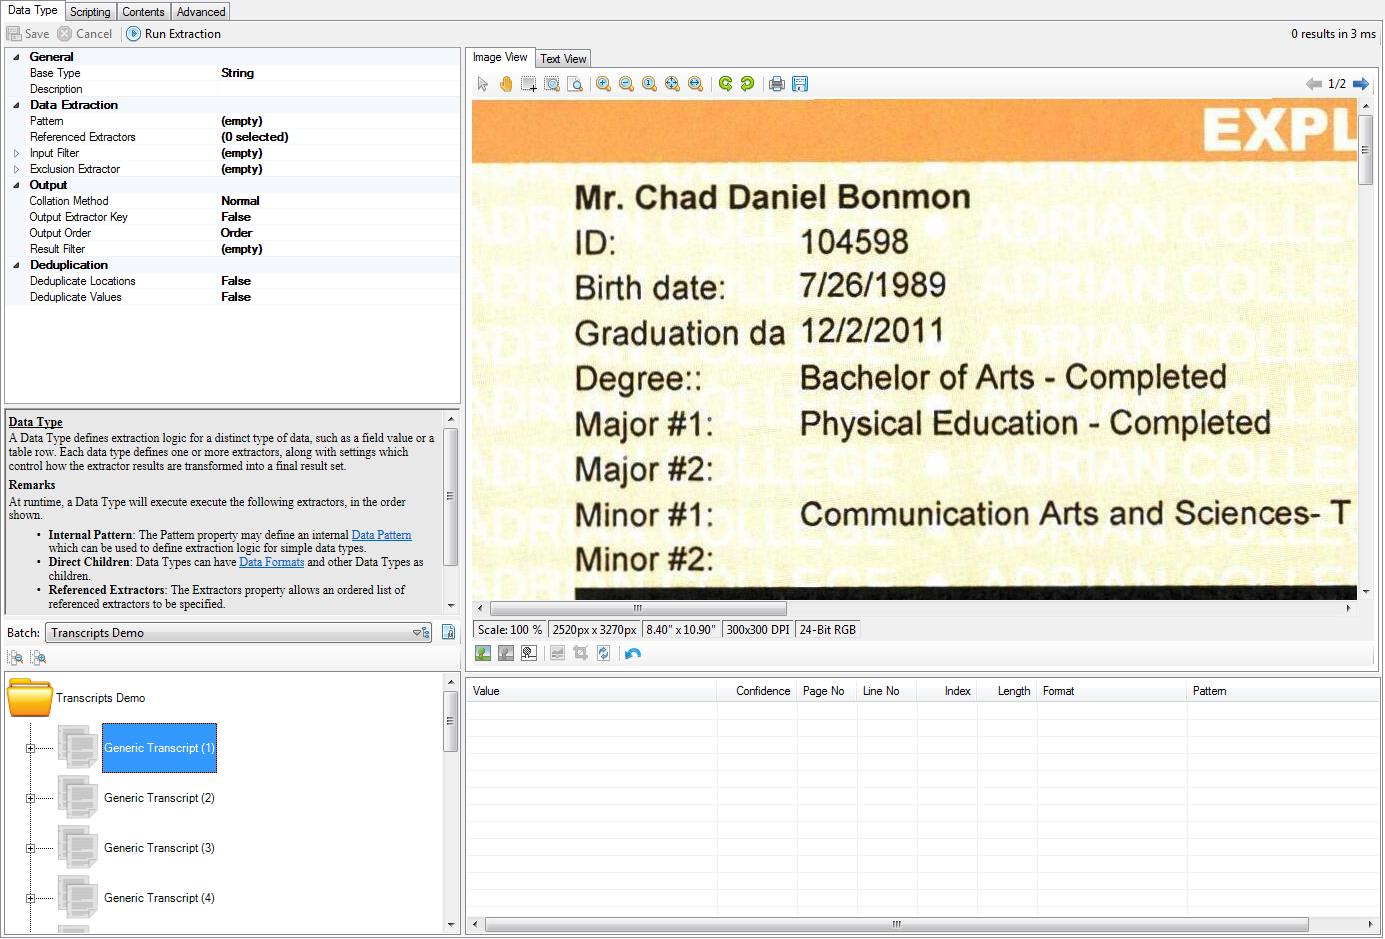 Data Type Scripting Contents Advanced
Save Cancel Run Extraction 0 results in 3 ms
General
Base Type String
Description
Data Extraction
Pattern (empty)
Referenced Extractors (0 selected)
Input Filter (empty)
Exclusion Extractor (empty)
Output
Collation Method Normal
Output Extractor Key False
Output Order Order
Result Filter (empty)
Deduplication
Deduplicate Locations False
Deduplicate Values False
Data Type
A Data Type defines extraction logic for a distinct type of data, such as a field value or a
table row. Each data type defines one or more extractors, along with settings which
control how the extractor results are transformed into a final result set.
Remarks
At runtime, a Data Type will execute execute the following extractors, in the order
shown.
• Internal Pattern: The Pattern property may define an internal Data Pattern
which can be used to define extraction logic for simple data types.
• Direct Children: Data Types can have Data Formats and other Data Types as
children.
• Referenced Extractors: The Extractors property allows an ordered list of
referenced extractors to be specified.
Batch: Transcripts Demo
Transcripts Demo
Generic Transcript (1)
Generic Transcript (2)
Generic Transcript (3)
Generic Transcript (4)
Image View Text View
1/2
EXPL
Mr. Chad Daniel Bonmon
ID: 104598
Birth date: 7/26/1989
Graduation da 12/2/2011
Degree:: Bachelor of Arts - Completed
Major #1: Physical Education - Completed
Major #2:
Minor #1: Communication Arts and Sciences- T
Minor #2:
ADRIAN COLLEGE
Scale: 100 % 2520px x 3270px 8.40" x 10.90" 300x300 DPI 24-Bit RGB
Value Confidence Page No Line No Index Length Format Pattern